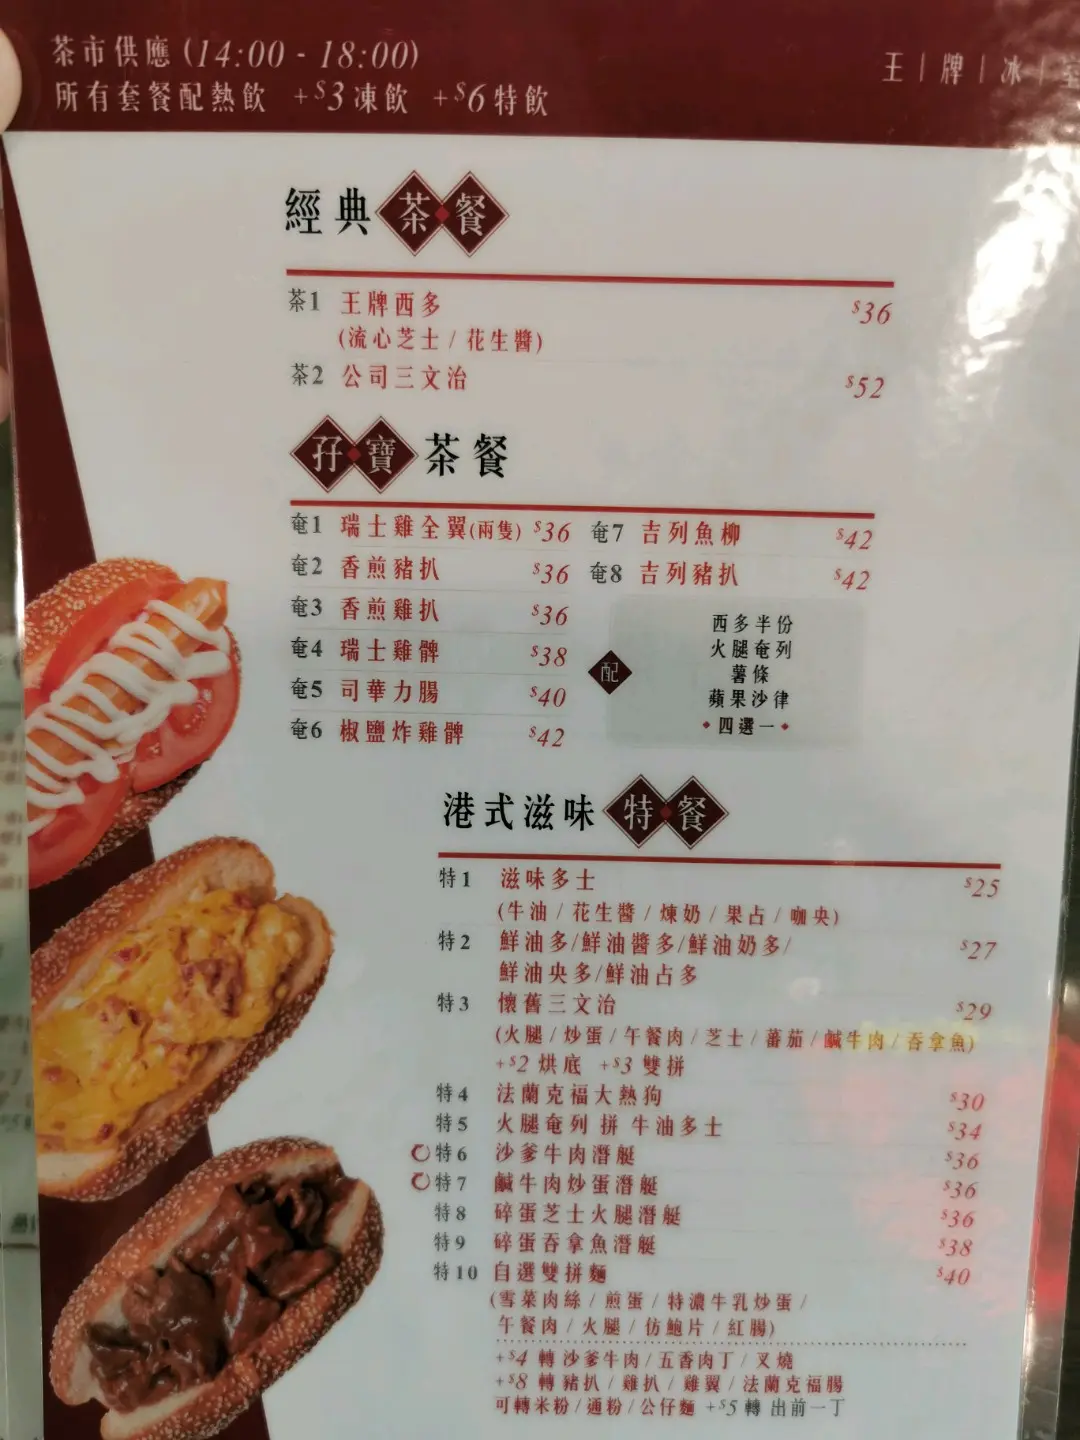 茶市供應 (14:00 - 18:00)
所有套餐配熱飲 +$3凍飲 +$6特飲
王 | 牌 | 冰 |
經典茶餐
茶1 王牌西多 $36
(流心芝士 / 花生醬)
茶2 公司三文治 $52
孖寶茶餐
奄1 瑞士雞全翼(兩隻) $36
奄2 香煎豬扒 $36
奄3 香煎雞扒 $36
奄4 瑞士雞髀 $38
奄5 司華力腸 $40
奄6 椒鹽炸雞髀 $42
奄7 吉列魚柳 $42
奄8 吉列豬扒 $42
配
西多半份
火腿奄列
薯條
蘋果沙律
四選一
港式滋味特餐
特1 滋味多士 $25
(牛油 / 花生醬 / 煉奶 / 果占 / 咖央)
特2 鮮油多/鮮油醬多/鮮油奶多/ $27
鮮油央多/鮮油占多
特3 懷舊三文治 $29
(火腿 / 炒蛋 / 午餐肉 / 芝士 / 蕃茄 / 鹹牛肉 / 吞拿魚)
+$2 烘底 +$3 雙拼
特4 法蘭克福大熱狗 $30
特5 火腿奄列 拼 牛油多士 $34
特6 沙爹牛肉潛艇 $36
特7 鹹牛肉炒蛋潛艇 $36
特8 碎蛋芝士火腿潛艇 $36
特9 碎蛋吞拿魚潛艇 $38
特10 自選雙拼麵 $40
(雪菜肉絲 / 煎蛋 / 特濃牛乳炒蛋 /
午餐肉 / 火腿 / 仿鮑片 / 紅腸)
+$4 轉 沙爹牛肉 / 五香肉丁 / 叉燒
+$8 轉 豬扒 / 雞扒 / 雞翼 / 法蘭克福腸
可轉米粉 / 通粉 / 公仔麵 +$5 轉 出前一丁